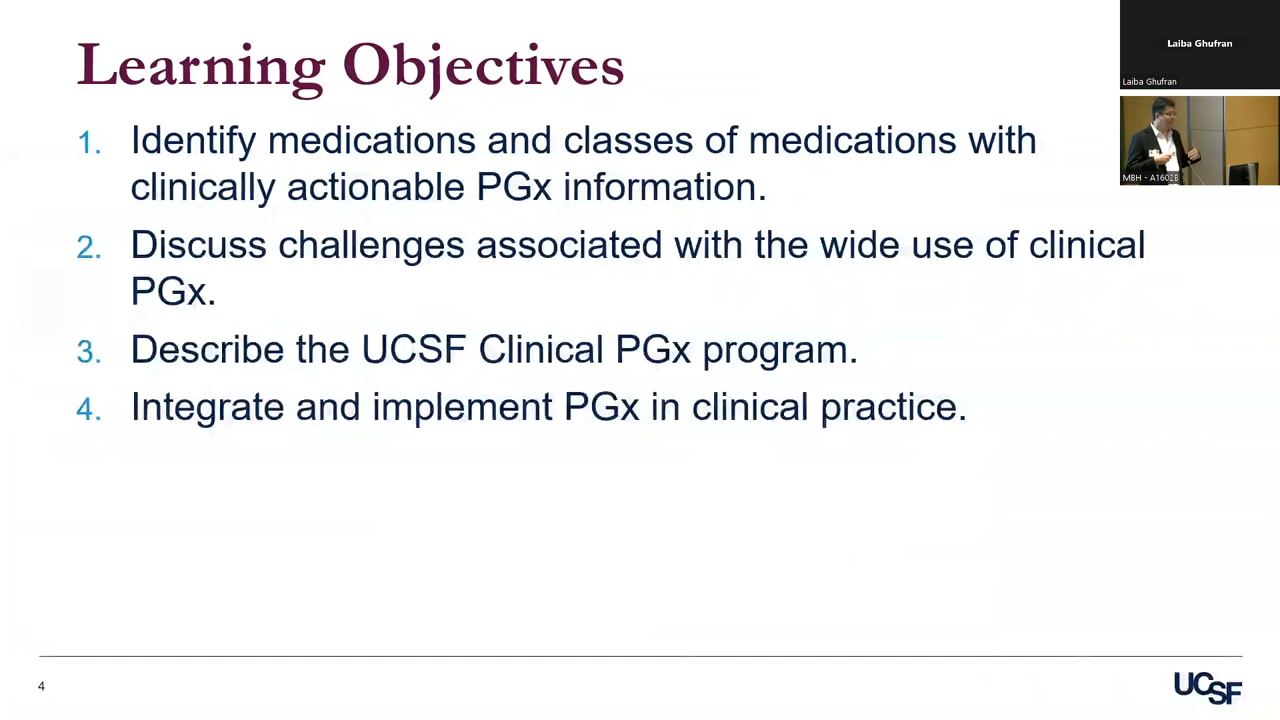 Learning Objectives
1. Identify medications and classes of medications with
clinically actionable PGx information.
2. Discuss challenges associated with the wide use of clinical
PGx.
3. Describe the UCSF Clinical PGx program.
4. Integrate and implement PGx in clinical practice.
4
UCSF
Laiba Ghufran
Laiba Ghufran
MBH - A1602B